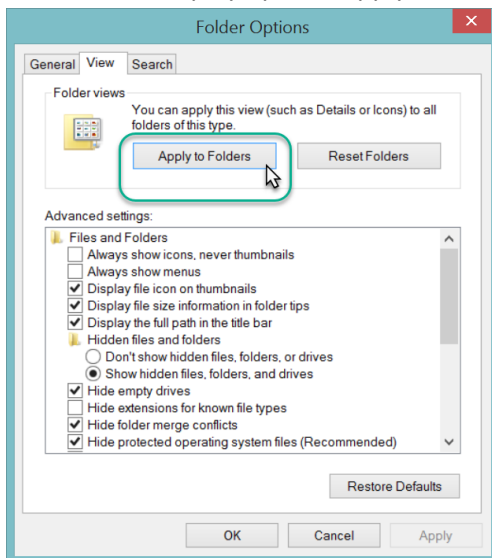 Folder Options
General View Search
Folder views
You can apply this view (such as Details or Icons) to all
folders of this type.
Apply to Folders Reset Folders
Advanced settings:
Files and Folders
Always show icons, never thumbnails
Always show menus
Display file icon on thumbnails
Display file size information in folder tips
Display the full path in the title bar
Hidden files and folders
Don't show hidden files, folders, or drives
Show hidden files, folders, and drives
Hide empty drives
Hide extensions for known file types
Hide folder merge conflicts
Hide protected operating system files (Recommended)
Restore Defaults
OK Cancel Apply